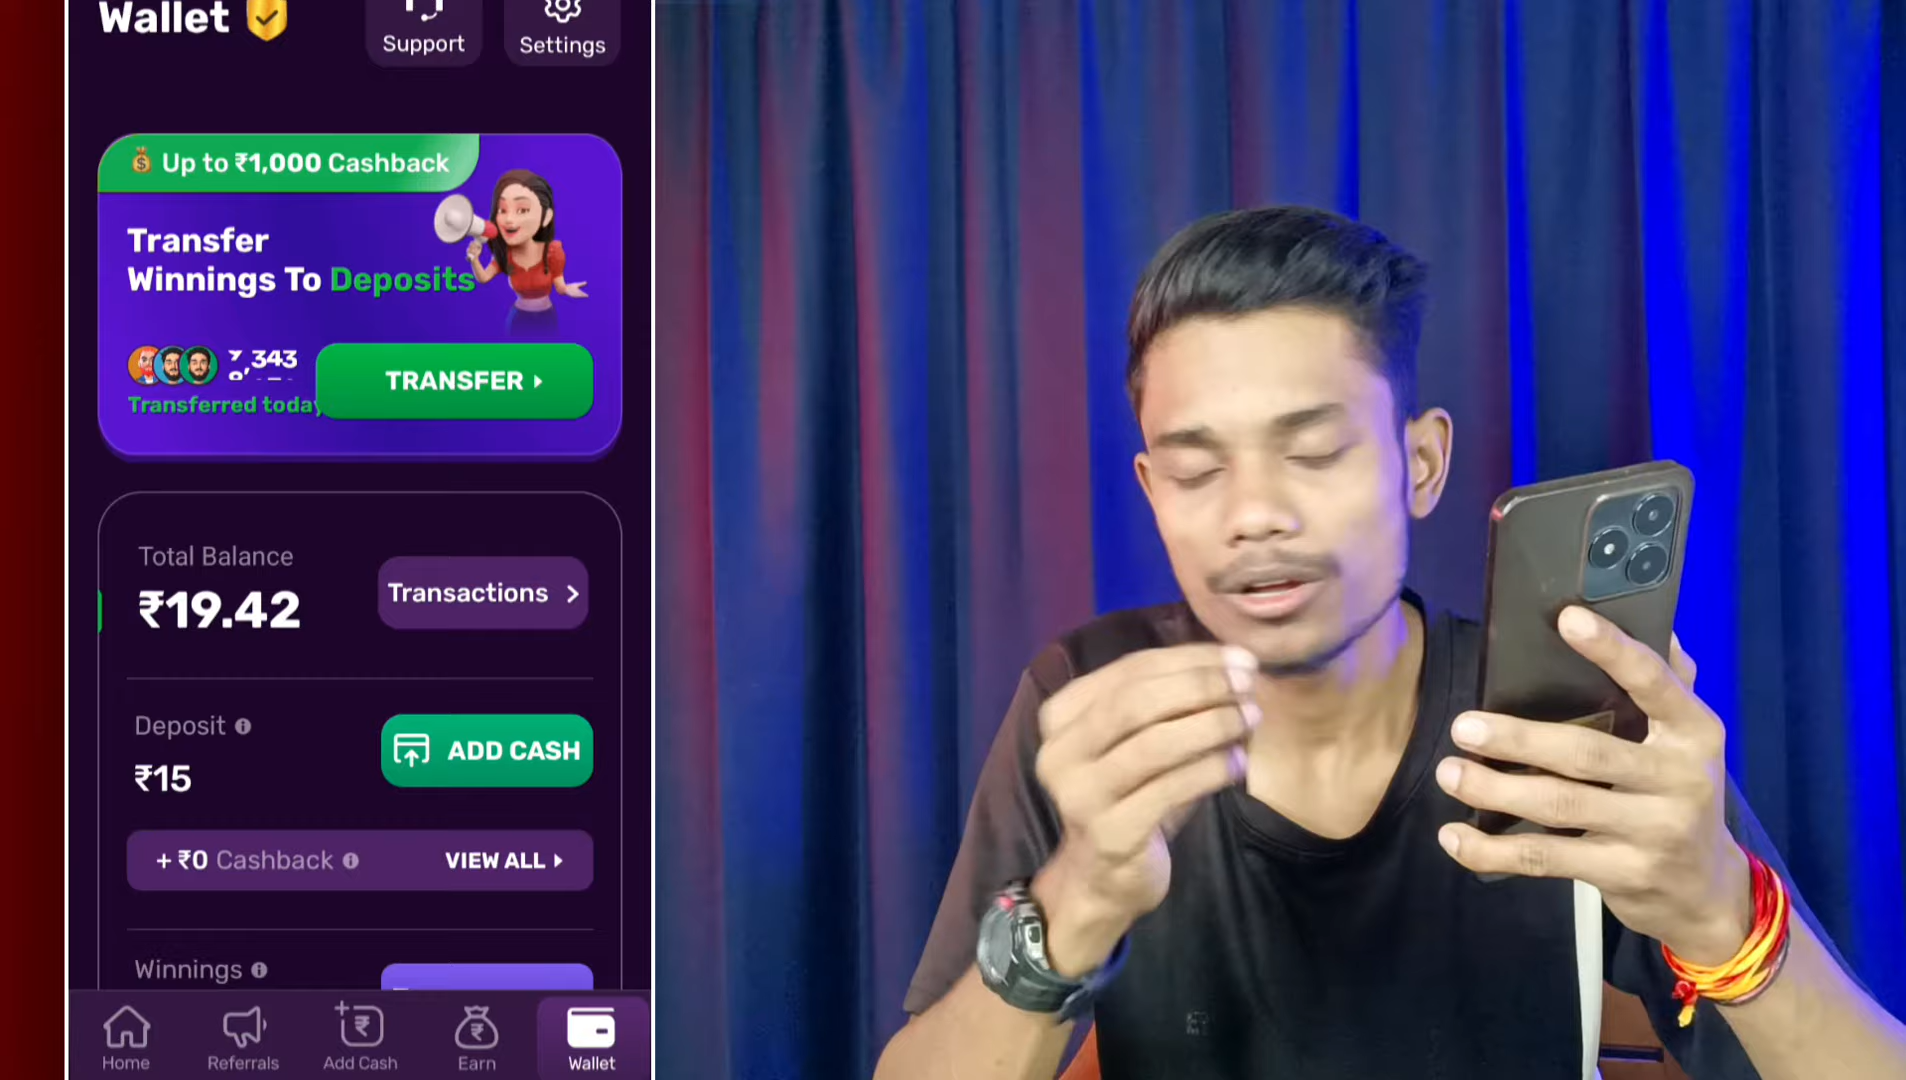 Wallet
Support
Settings
Up to ₹1,000 Cashback
Transfer
Winnings To Deposits
,343
Transferred today
TRANSFER
Total Balance
₹19.42
Transactions
Deposit
₹15
ADD CASH
+ ₹0 Cashback
VIEW ALL
Winnings
Home
Referrals
Add Cash
Earn
Wallet